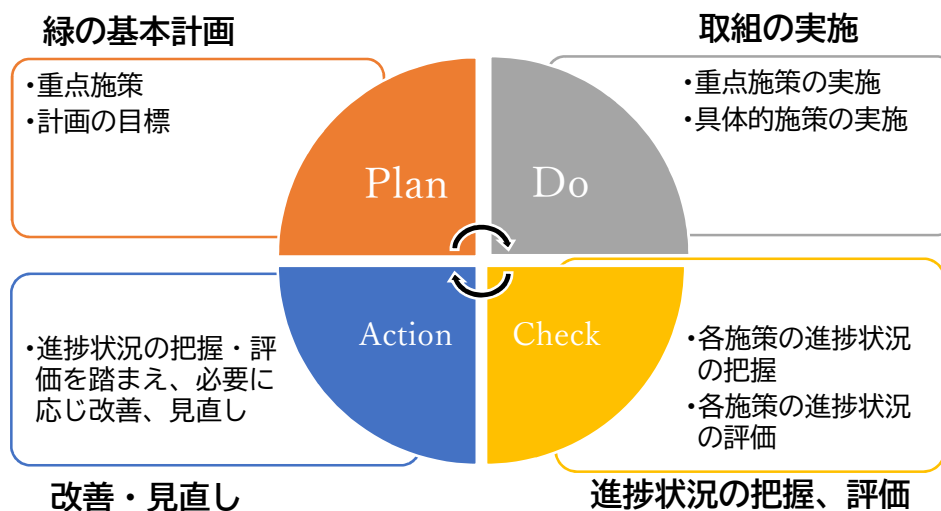 緑の基本計画
・重点施策
・計画の目標
Plan
取組の実施
・重点施策の実施
・具体的施策の実施
Do
Action
・進捗状況の把握・評
価を踏まえ、必要に
応じ改善、見直し
改善・見直し
Check
・各施策の進捗状況
の把握
・各施策の進捗状況
の評価
進捗状況の把握、評価